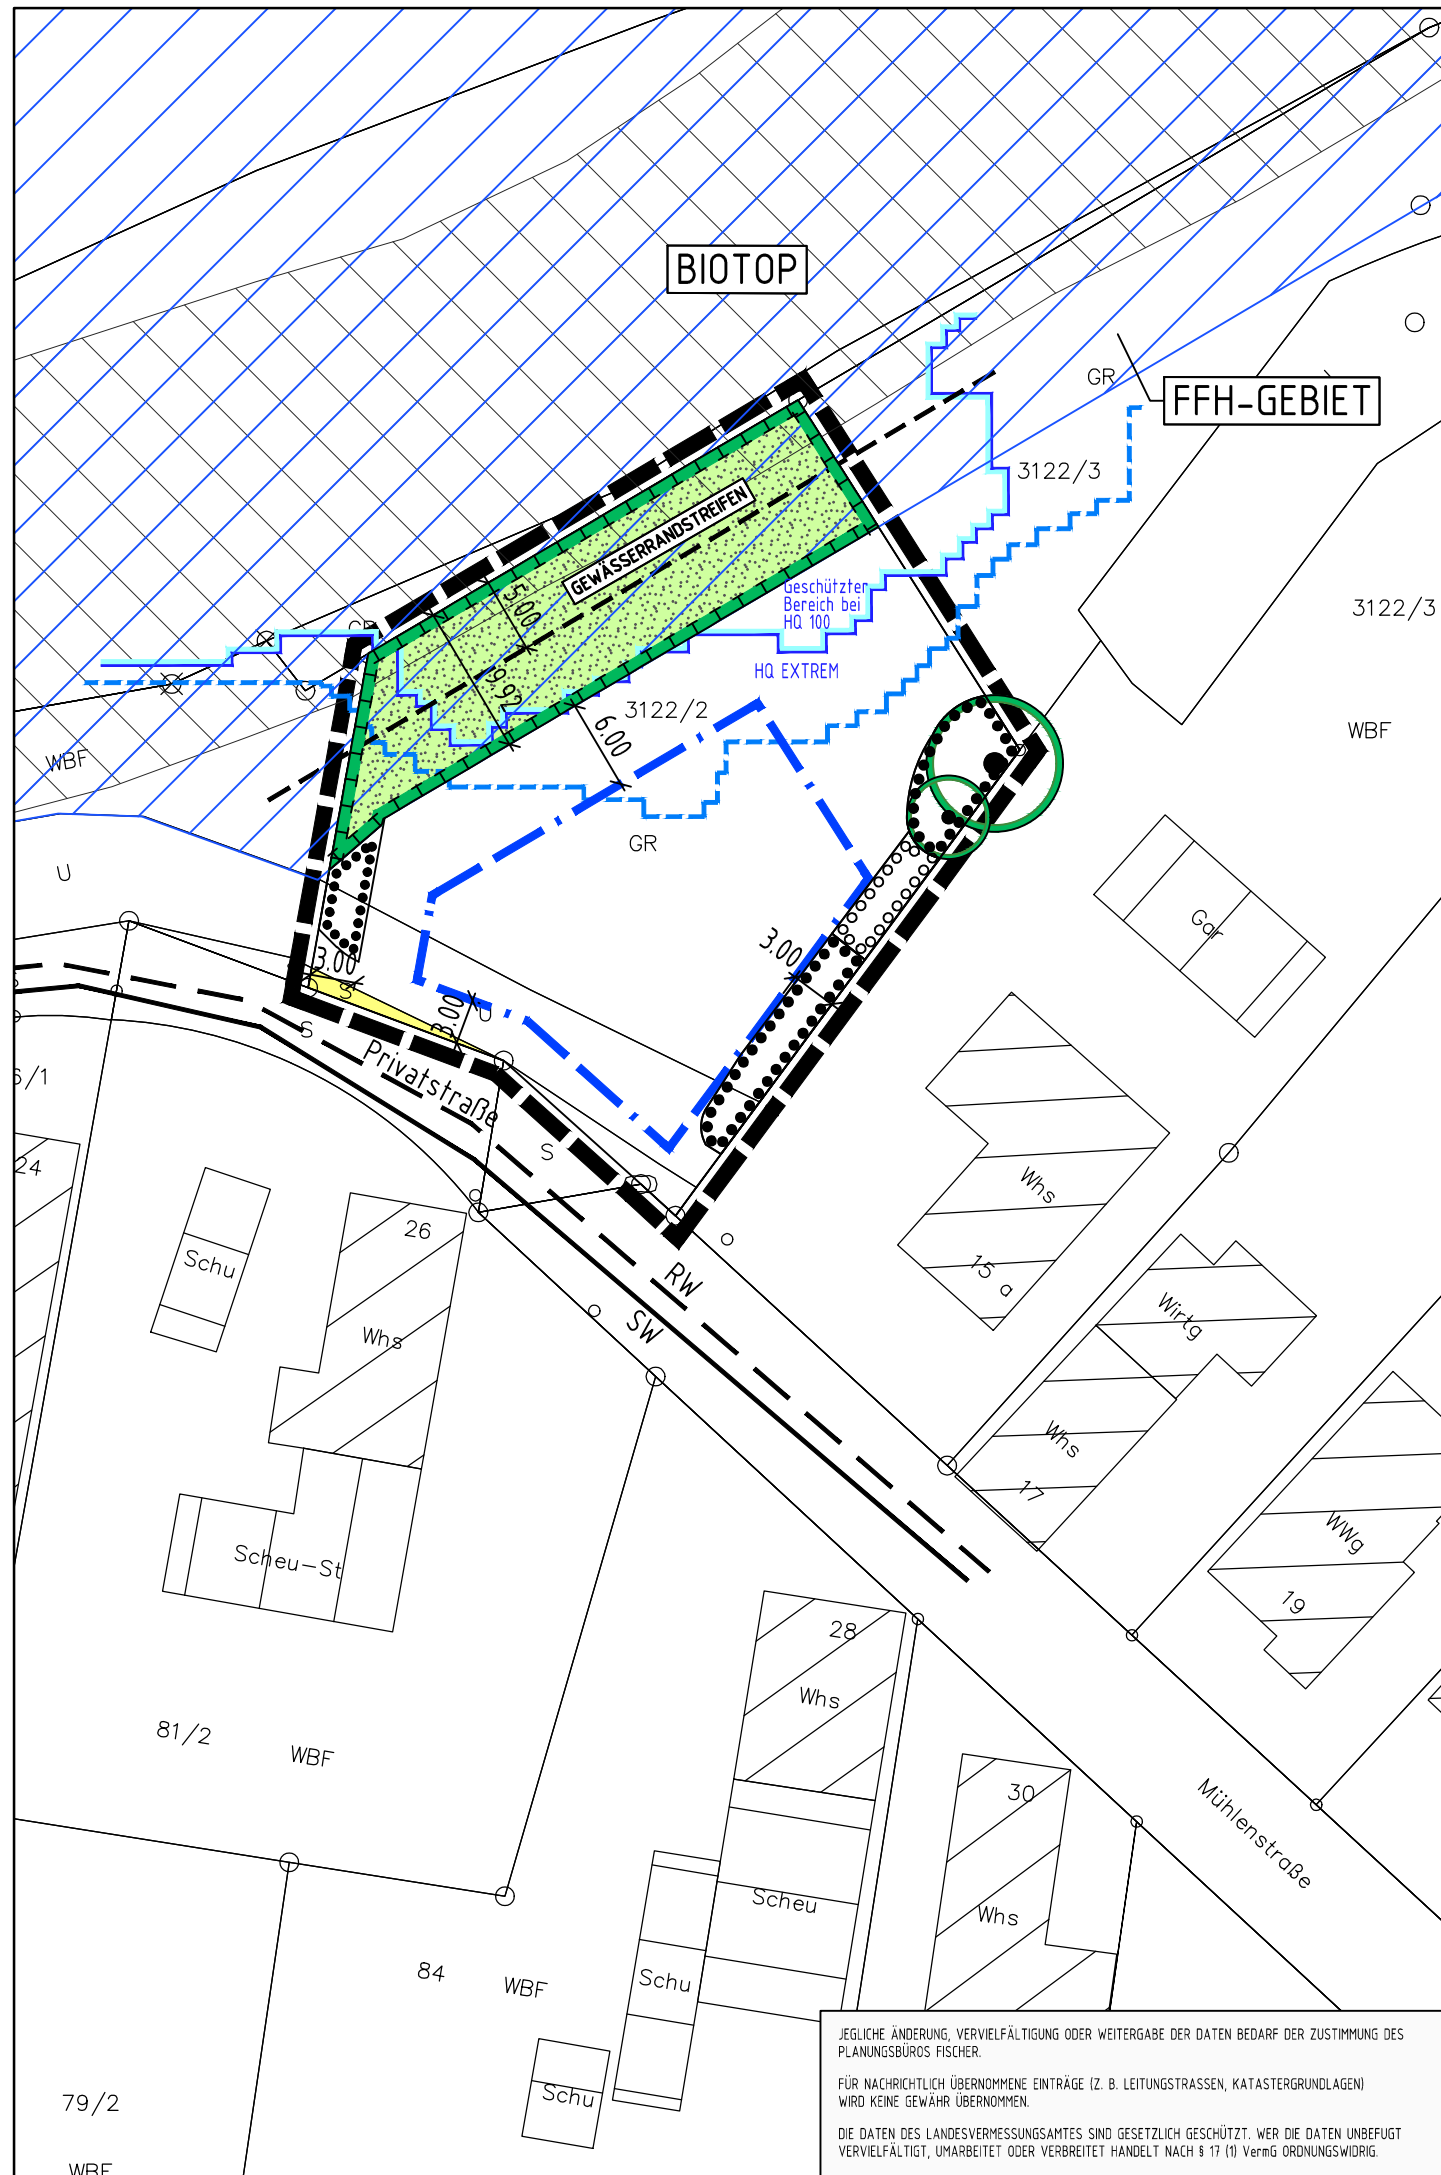 BIOTOP
GR
FFH-GEBIET
3122/3
GEWÄSSERRANDSTREIFEN
5.00
Geschützter
Bereich bei
HQ 100
3122/3
GR
HQ EXTREM
9.92
3122/2
6.00
WBF
WBF
GR
U
Gar
3.00
3.00
S
3.00
U
S
Privatstraße
6/1
S
24
Whs
26
15 a
Schu
RW
SW
Whs
Wirtg
Whs
17
WWg
Scheu-St
19
28
Whs
81/2
WBF
30
Mühlenstraße
Scheu
Whs
84
WBF
Schu
Schu
79/2
WBF
JEGLICHE ÄNDERUNG, VERVIELFÄLTIGUNG ODER WEITERGABE DER DATEN BEDARF DER ZUSTIMMUNG DES
PLANUNGSBÜROS FISCHER.
FÜR NACHRICHTLICH ÜBERNOMMENE EINTRÄGE (Z. B. LEITUNGSTRASSEN, KATASTERGRUNDLAGEN)
WIRD KEINE GEWÄHR ÜBERNOMMEN.
DIE DATEN DES LANDESVERMESSUNGSAMTES SIND GESETZLICH GESCHÜTZT. WER DIE DATEN UNBEFUGT
VERVIELFÄLTIGT, UMARBEITET ODER VERBREITET HANDELT NACH § 17 (1) VermG ORDNUNGSWIDRIG.